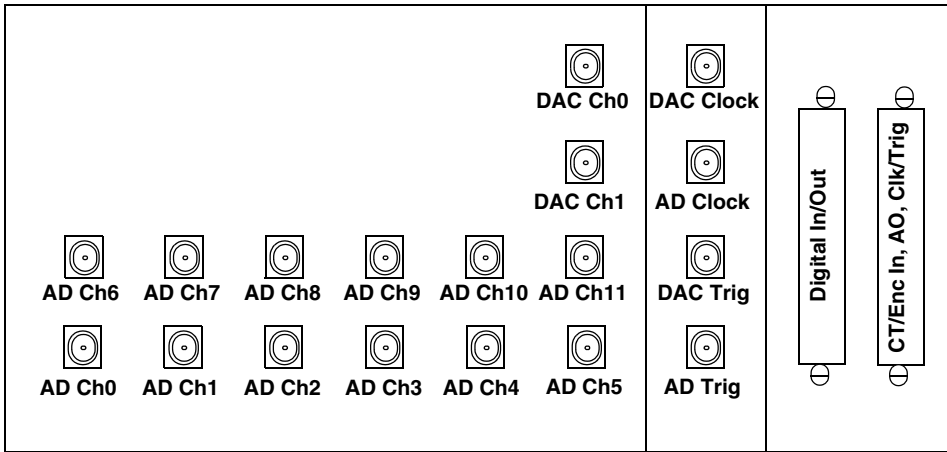 DAC Ch0 DAC Clock
DAC Ch1 AD Clock
AD Ch6 AD Ch7 AD Ch8 AD Ch9 AD Ch10 AD Ch11 DAC Trig
AD Ch0 AD Ch1 AD Ch2 AD Ch3 AD Ch4 AD Ch5 AD Trig
Digital In/Out
CT/Enc In, AO, Clk/Trig